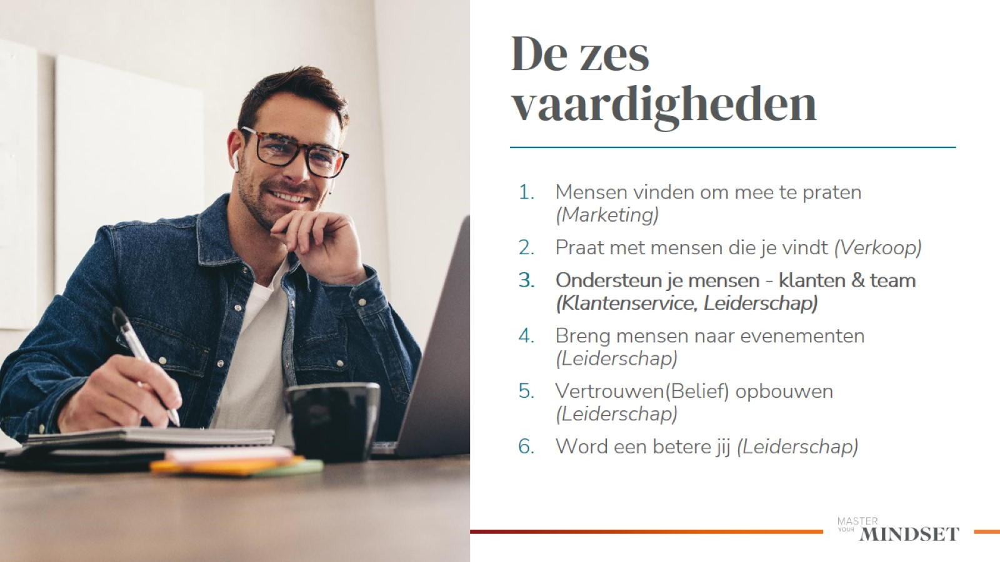 De zes
vaardigheden
1. Mensen vinden om mee te praten
(Marketing)
2. Praat met mensen die je vindt (Verkoop)
3. Ondersteun je mensen - klanten & team
(Klantenservice, Leiderschap)
4. Breng mensen naar evenementen
(Leiderschap)
5. Vertrouwen(Belief) opbouwen
(Leiderschap)
6. Word een betere jij (Leiderschap)
MASTER
YOUR MINDSET